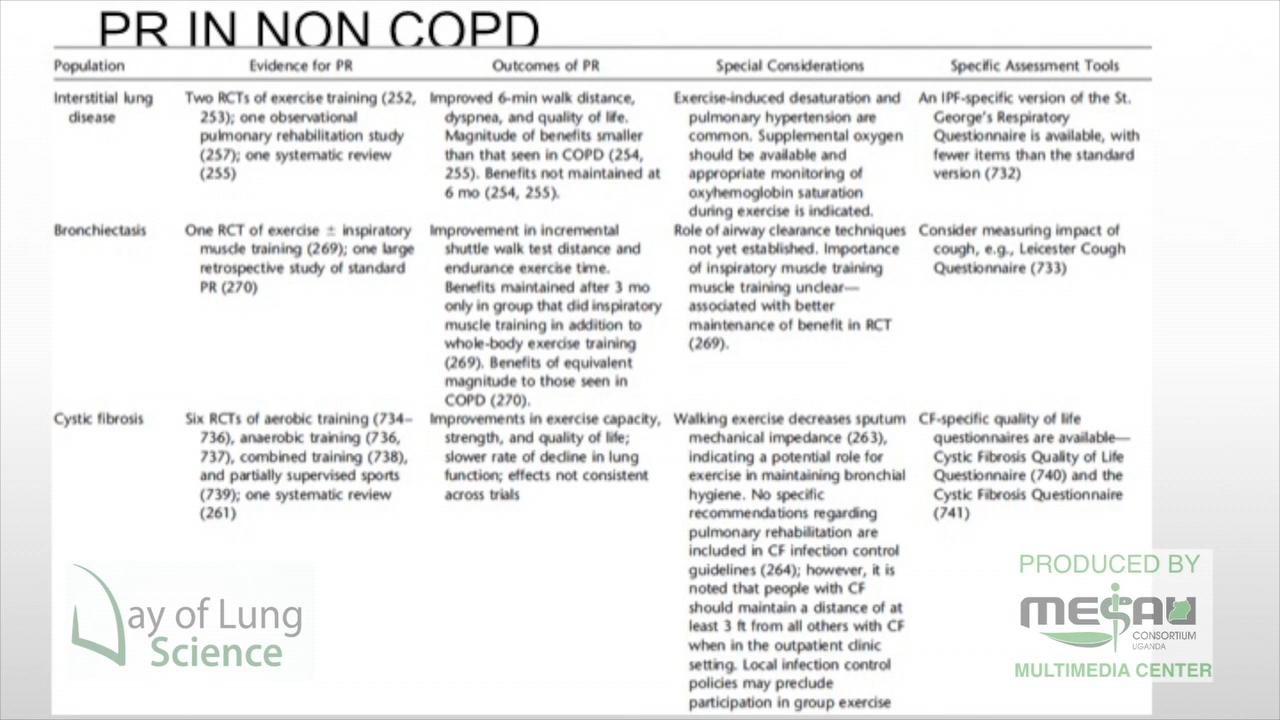 PR IN NON COPD
Population
Evidence for PR
Outcomes of PR
Special Considerations
Specific Assessment Tools
Interstitial lung
disease
Two RCTs of exercise training (252,
253); one observational
pulmonary rehabilitation study
(257); one systematic review
(255)
Improved 6-min walk distance,
dyspnea, and quality of life.
Magnitude of benefits smaller
than that seen in COPD (254,
255). Benefits not maintained at
6 mo (254, 255).
Exercise-induced desaturation and
pulmonary hypertension are
common. Supplemental oxygen
should be available and
appropriate monitoring of
oxyhemoglobin saturation
during exercise is indicated.
An IPF-specific version of the St.
George's Respiratory
Questionnaire is available, with
fewer items than the standard
version (732)
Bronchiectasis
One RCT of exercise ± inspiratory
muscle training (269); one large
retrospective study of standard
PR (270)
Improvement in incremental
shuttle walk test distance and
endurance exercise time.
Benefits maintained after 3 mo
only in group that did inspiratory
muscle training in addition to
whole-body exercise training
(269). Benefits of equivalent
magnitude to those seen in
COPD (270).
Role of airway clearance techniques
not yet established. Importance
of inspiratory muscle training
muscle training unclear—
associated with better
maintenance of benefit in RCT
(269).
Consider measuring impact of
cough, e.g., Leicester Cough
Questionnaire (733)
Cystic fibrosis
Six RCTs of aerobic training (734–
736), anaerobic training (736,
737), combined training (738),
and partially supervised sports
(739); one systematic review
(261)
Improvements in exercise capacity,
strength, and quality of life;
slower rate of decline in lung
function; effects not consistent
across trials
Walking exercise decreases sputum
mechanical impedance (263),
indicating a potential role for
exercise in maintaining bronchial
hygiene. No specific
recommendations regarding
pulmonary rehabilitation are
included in CF infection control
guidelines (264); however, it is
noted that people with CF
should maintain a distance of at
least 3 ft from all others with CF
when in the outpatient clinic
setting. Local infection control
policies may preclude
participation in group exercise
CF-specific quality of life
questionnaires are available—
Cystic Fibrosis Quality of Life
Questionnaire (740) and the
Cystic Fibrosis Questionnaire
(741)
Day of Lung
Science
PRODUCED BY
MESAU
CONSORTIUM
UGANDA
MULTIMEDIA CENTER